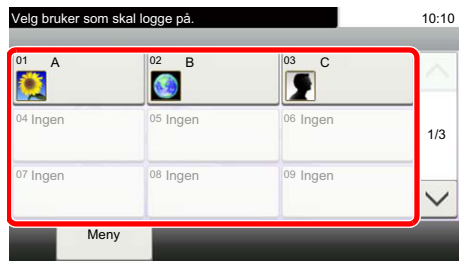 Velg bruker som skal logge på. 10:10
01 A 02 B 03 C
04 Ingen 05 Ingen 06 Ingen
1/3
07 Ingen 08 Ingen 09 Ingen
Meny